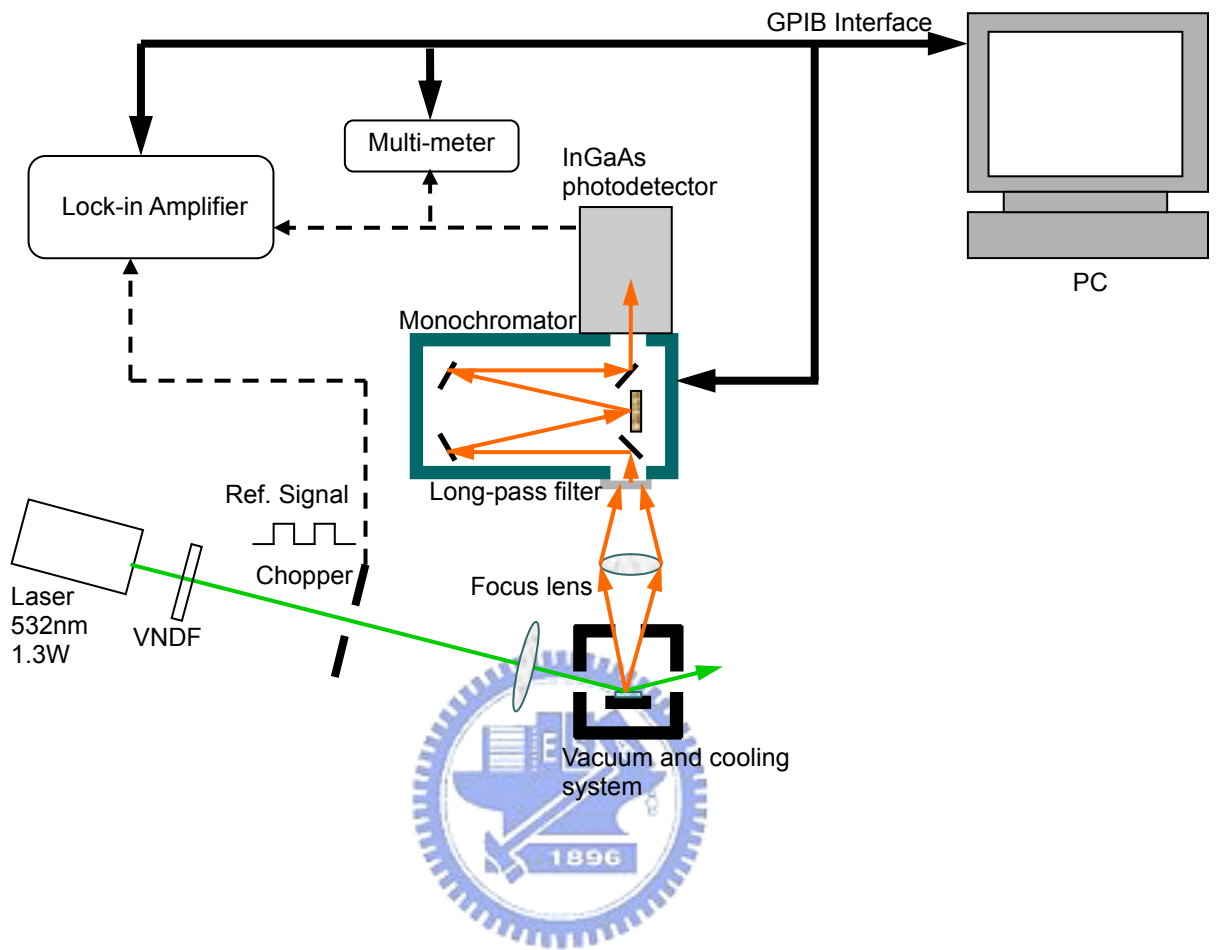 GPIB Interface
Multi-meter
InGaAs
photodetector
Lock-in Amplifier
PC
Monochromator
Long-pass filter
Ref. Signal
Chopper
Focus lens
Laser
532nm
1.3W
VNDF
Vacuum and cooling
system
1896